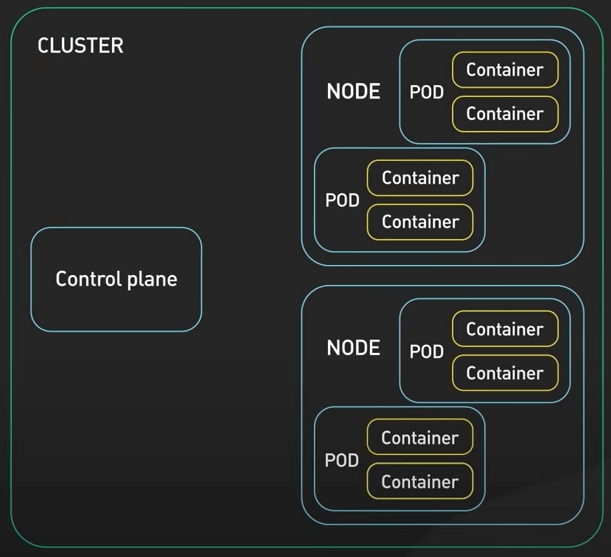 CLUSTER
NODE
POD
Container
Container
POD
Container
Container
Control plane
NODE
POD
Container
Container
POD
Container
Container